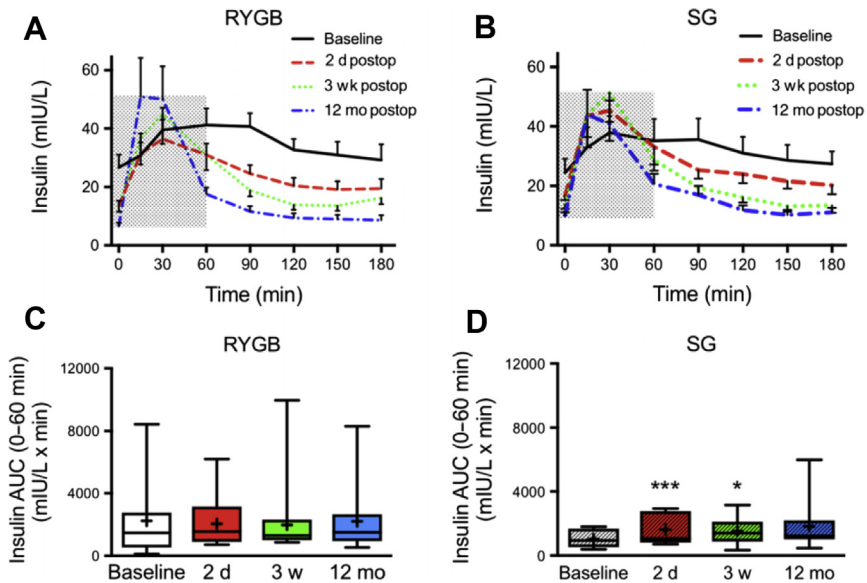 A
RYGB
Baseline
2 d postop
3 wk postop
12 mo postop
Insulin (mIU/L)
60
40
20
0
0 30 60 90 120 150 180
Time (min)
B
SG
Baseline
2 d postop
3 wk postop
12 mo postop
Insulin (mIU/L)
60
40
20
0
0 30 60 90 120 150 180
Time (min)
C
RYGB
Insulin AUC (0–60 min)
(mIU/L x min)
12000
8000
4000
0
Baseline 2 d 3 w 12 mo
D
SG
Insulin AUC (0–60 min)
(mIU/L x min)
12000
8000
4000
0
*** *
Baseline 2 d 3 w 12 mo